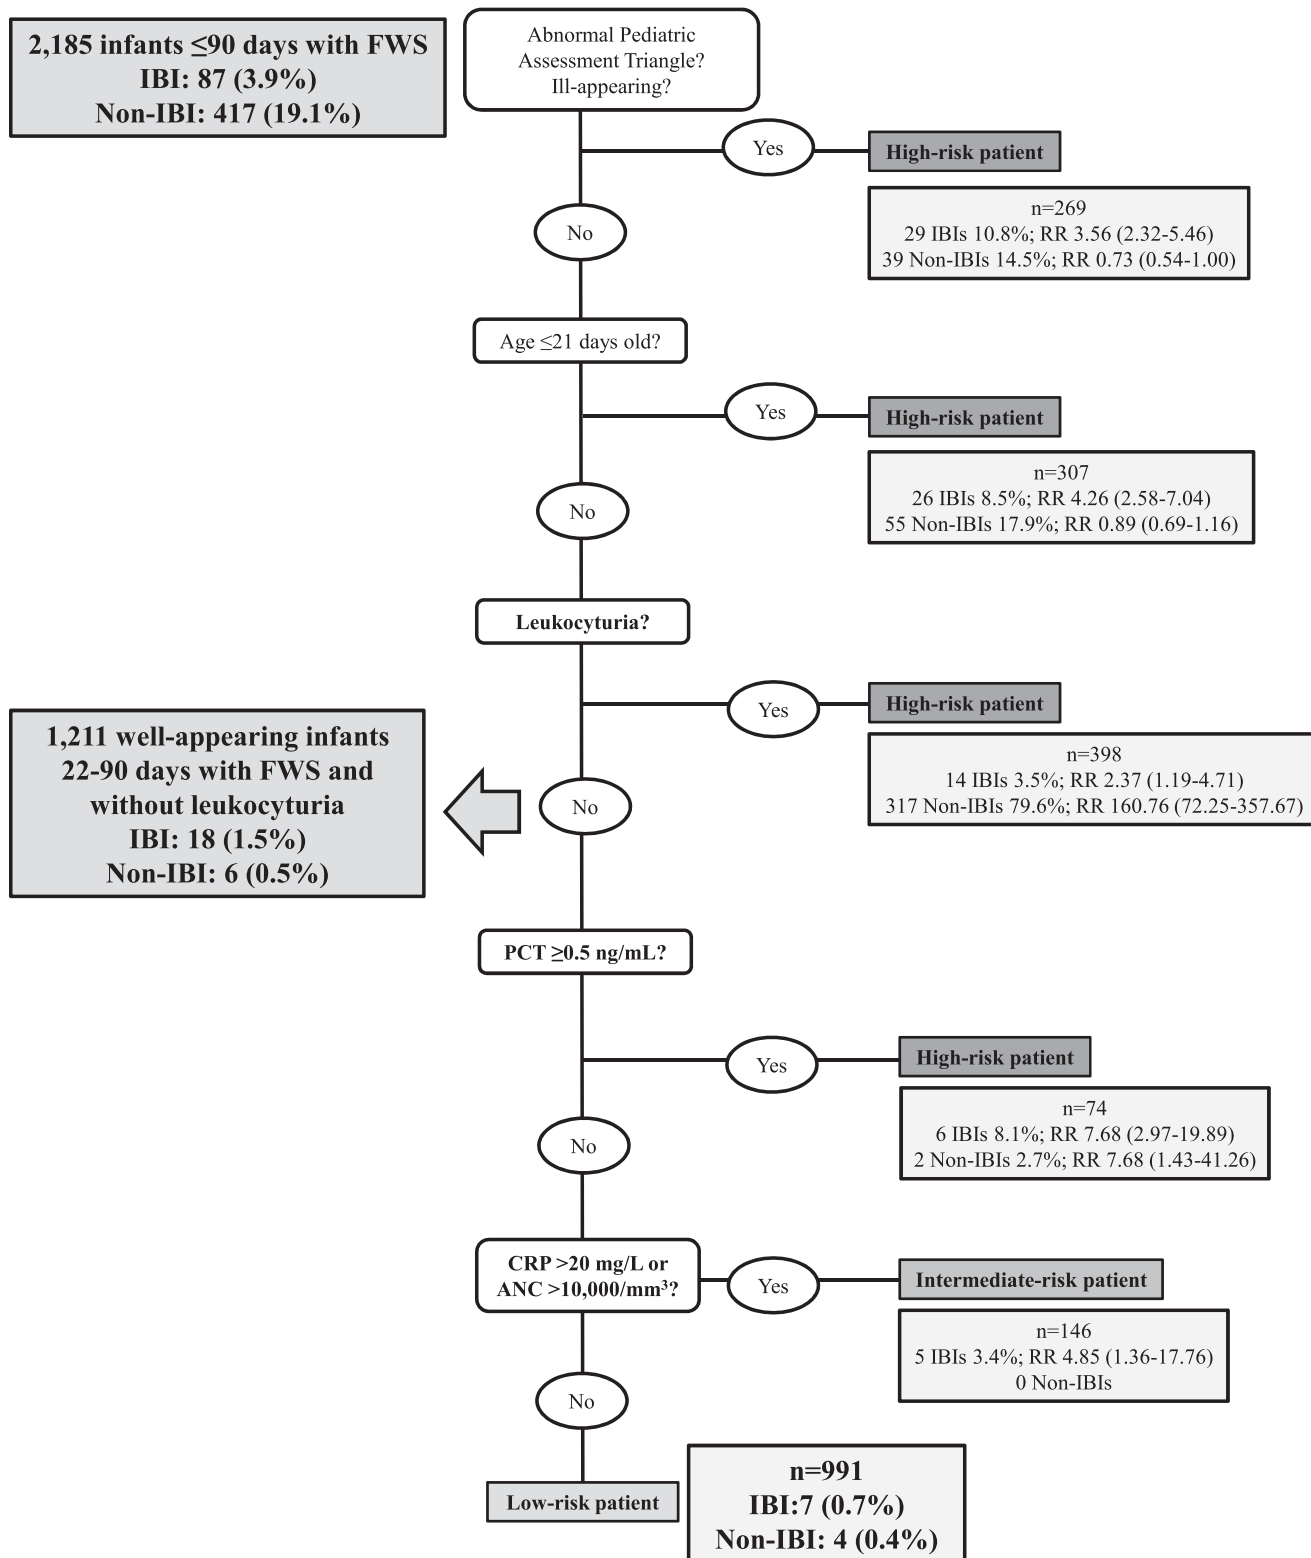 2,185 infants ≤90 days with FWS
IBI: 87 (3.9%)
Non-IBI: 417 (19.1%)
Abnormal Pediatric
Assessment Triangle?
Ill-appearing?
Yes
High-risk patient
n=269
29 IBIs 10.8%; RR 3.56 (2.32-5.46)
39 Non-IBIs 14.5%; RR 0.73 (0.54-1.00)
No
Age ≤21 days old?
Yes
High-risk patient
n=307
26 IBIs 8.5%; RR 4.26 (2.58-7.04)
55 Non-IBIs 17.9%; RR 0.89 (0.69-1.16)
No
Leukocyturia?
Yes
High-risk patient
n=398
14 IBIs 3.5%; RR 2.37 (1.19-4.71)
317 Non-IBIs 79.6%; RR 160.76 (72.25-357.67)
No
1,211 well-appearing infants
22-90 days with FWS and
without leukocyturia
IBI: 18 (1.5%)
Non-IBI: 6 (0.5%)
PCT ≥0.5 ng/mL?
Yes
High-risk patient
n=74
6 IBIs 8.1%; RR 7.68 (2.97-19.89)
2 Non-IBIs 2.7%; RR 7.68 (1.43-41.26)
No
CRP >20 mg/L or
ANC >10,000/mm³?
Yes
Intermediate-risk patient
n=146
5 IBIs 3.4%; RR 4.85 (1.36-17.76)
0 Non-IBIs
No
Low-risk patient
n=991
IBI:7 (0.7%)
Non-IBI: 4 (0.4%)